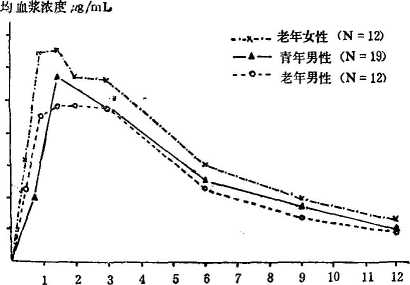 均血浆浓度,μg/mL
老年女性 (N=12)
青年男性 (N=19)
老年男性 (N=12)
1 2 3 4 5 6 7 8 9 10 11 12